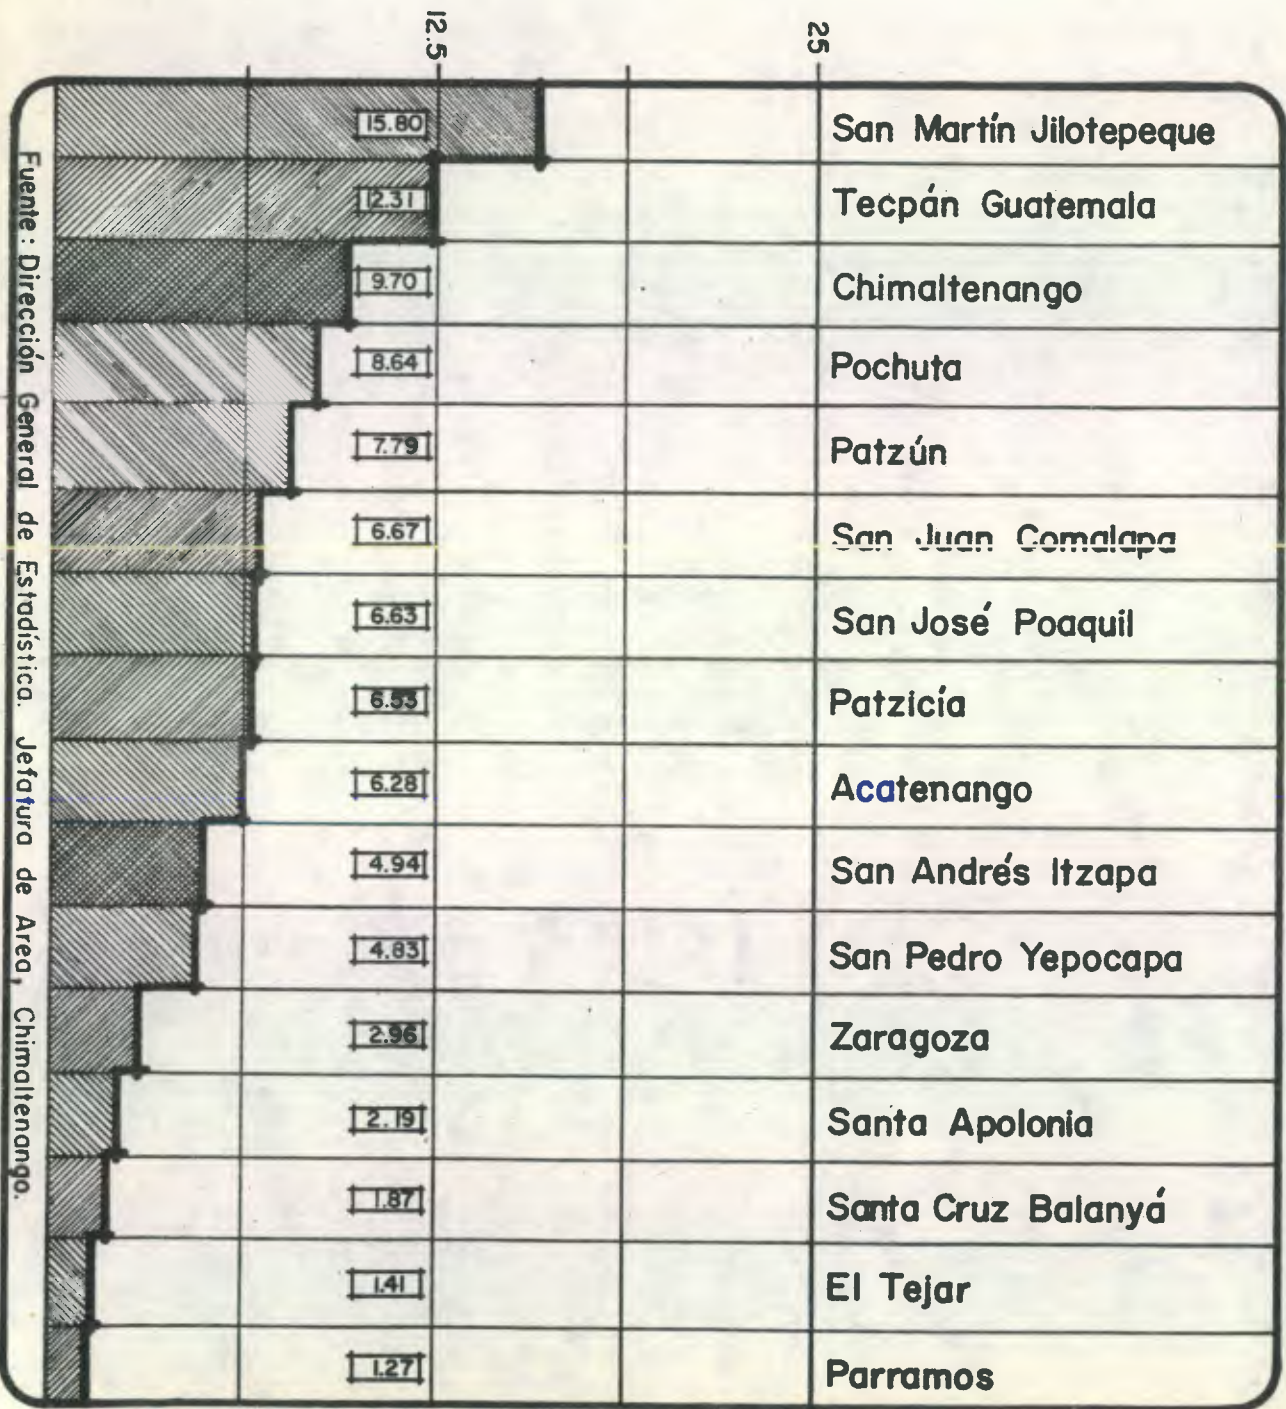 12.5
25
15.80 San Martín Jilotepeque
12.31 Tecpán Guatemala
9.70 Chimaltenango
8.64 Pochuta
7.79 Patzún
6.67 San Juan Comalapa
6.63 San José Poaquil
6.53 Patzicía
6.28 Acatenango
4.94 San Andrés Itzapa
4.83 San Pedro Yepocapa
2.96 Zaragoza
2.19 Santa Apolonia
1.87 Santa Cruz Balanyá
1.41 El Tejar
1.27 Parramos
Fuente: Dirección General de Estadística. Jefatura de Area, Chimaltenango.